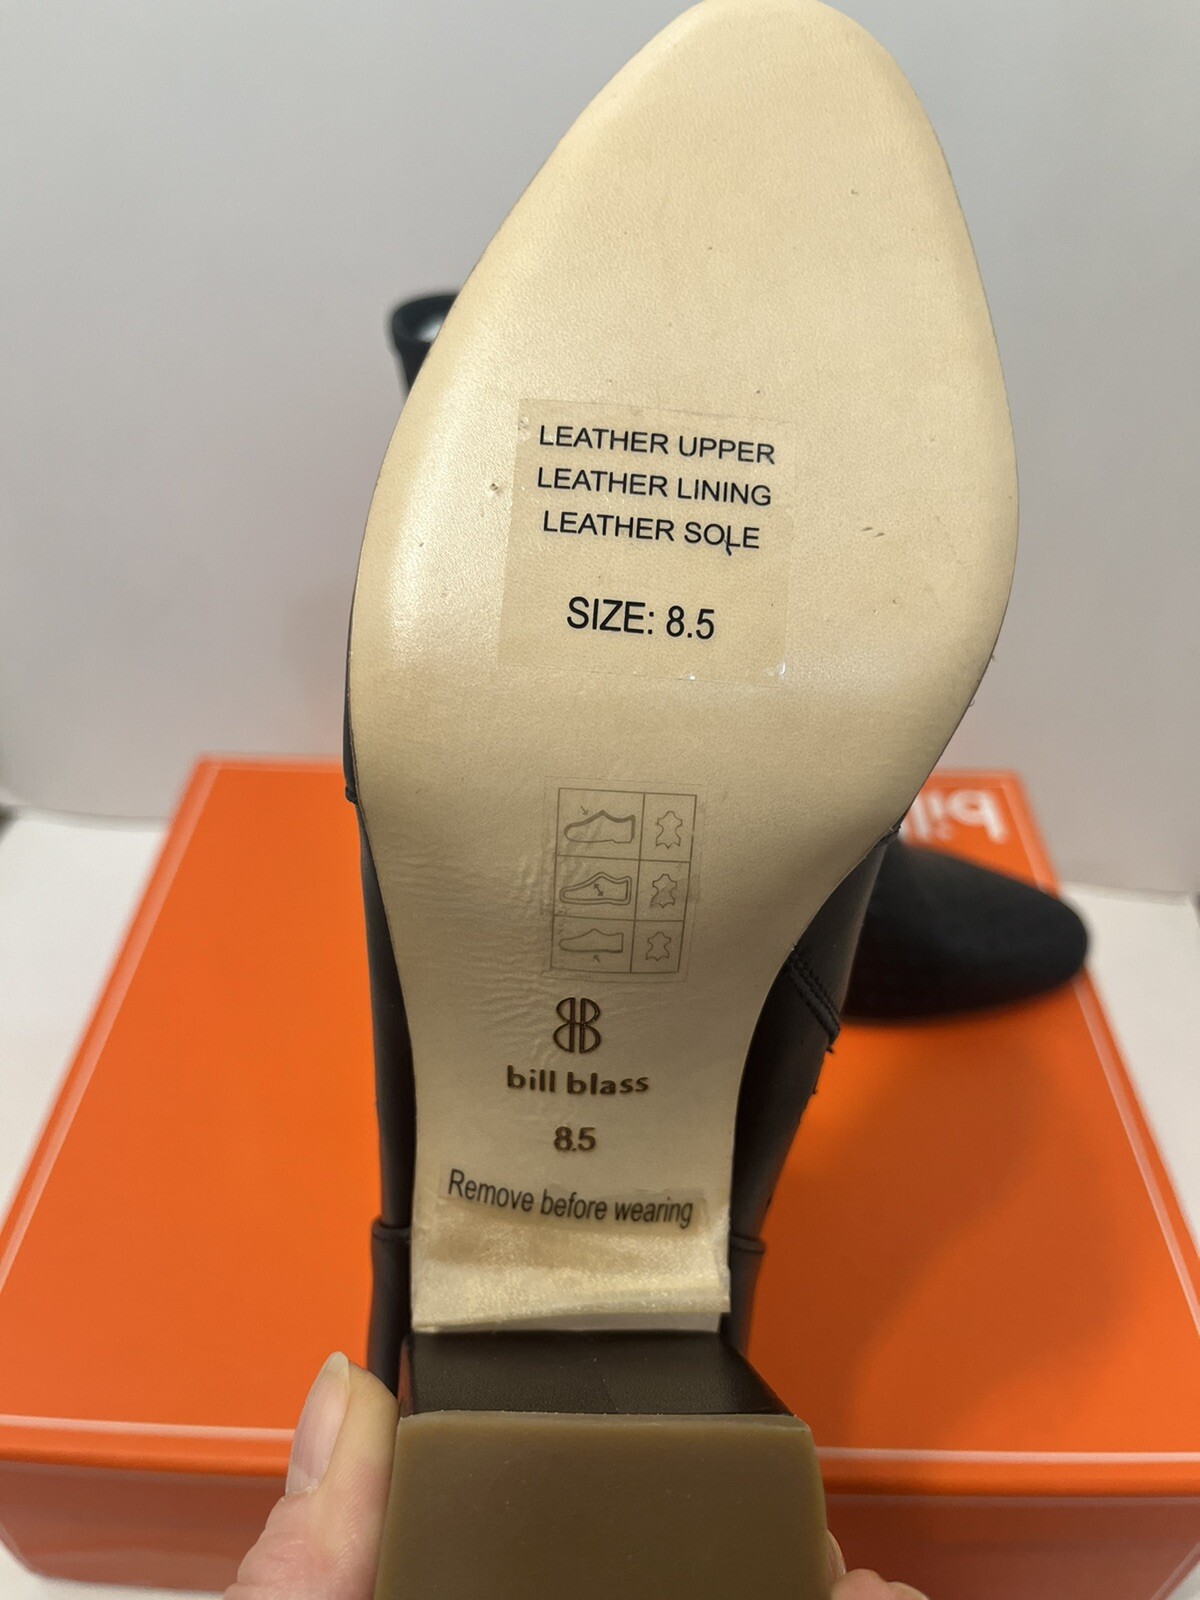 LEATHER UPPER
LEATHER LINING
LEATHER SOLE
SIZE: 8.5
bill blass
8.5
Remove before wearing